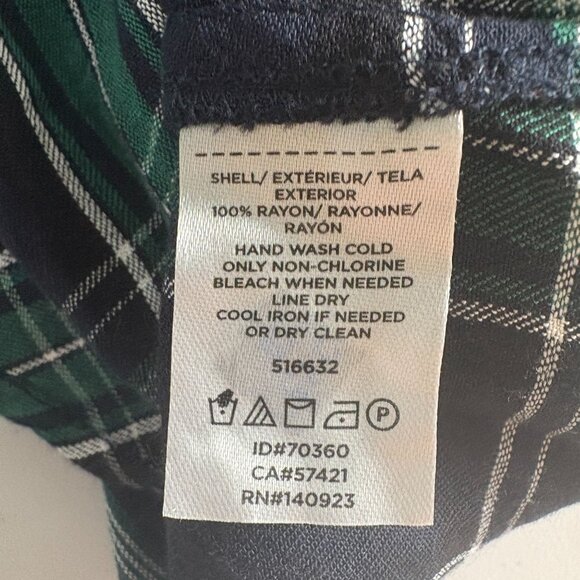 SHELL/ EXTÉRIEUR/ TELA
EXTERIOR
100% RAYON/ RAYONNE/
RAYÓN
HAND WASH COLD
ONLY NON-CHLORINE
BLEACH WHEN NEEDED
LINE DRY
COOL IRON IF NEEDED
OR DRY CLEAN
516632
P
ID#70360
CA#57421
RN#140923